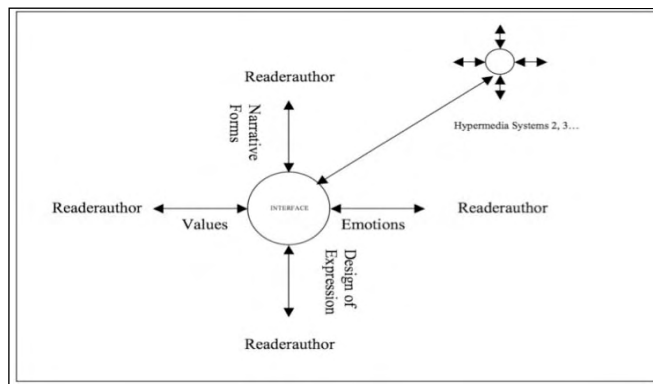 Readerauthor
Narrative
Forms
Hypermedia Systems 2, 3...
Readerauthor
INTERFACE
Readerauthor
Values
Emotions
Design of
Expression
Readerauthor